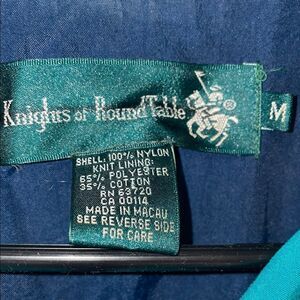 Knights of Round Table
M
SHELL: 100% NYLON
KNIT LINING:
65% POLYESTER
35% COTTON
RN 63720
CA 00114
MADE IN MACAU
SEE REVERSE SIDE
FOR CARE